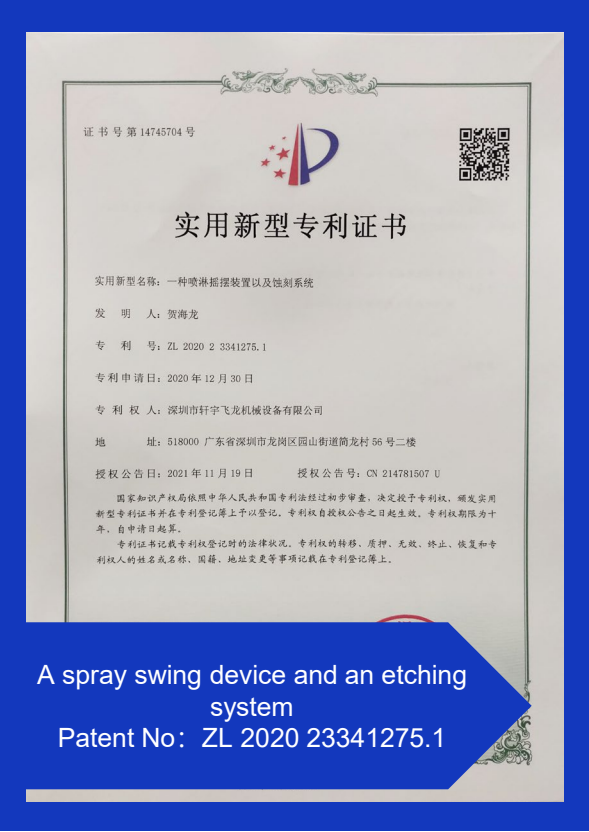 证书号第14745704号
实用新型专利证书
实用新型名称：一种喷淋摇摆装置以及蚀刻系统
发 明 人：贺海龙
专 利 号：ZL 2020 2 3341275.1
专利申请日：2020年12月30日
专 利 权 人：深圳市轩宇飞龙机械设备有限公司
地 址：518000 广东省深圳市龙岗区园山街道简龙村56号二楼
授权公告日：2021年11月19日 授权公告号：CN 214781507 U
国家知识产权局依照中华人民共和国专利法经过初步审查，决定授予专利权，颁发实用
新型专利证书并在专利登记簿上予以登记。专利权自授权公告之日起生效。专利权期限为十
年，自申请日起算。
专利证书记载专利权登记时的法律状况。专利权的转移、质押、无效、终止、恢复和专
利权人的姓名或名称、国籍、地址变更等事项记载在专利登记簿上。
A spray swing device and an etching
system
Patent No：ZL 2020 23341275.1